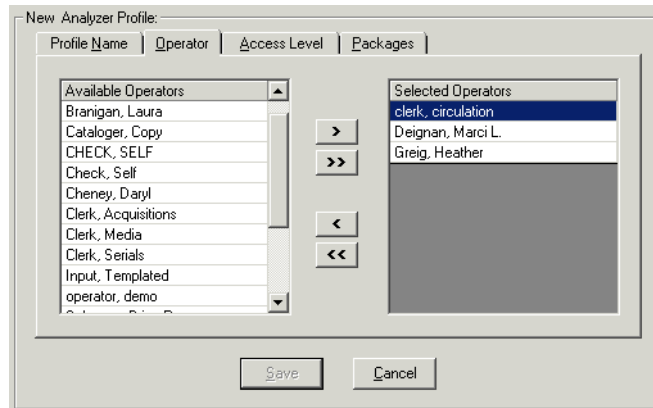 New Analyzer Profile:
Profile Name Operator Access Level Packages
Available Operators
Branigan, Laura
Cataloger, Copy
CHECK, SELF
Check, Self
Cheney, Daryl
Clerk, Acquisitions
Clerk, Media
Clerk, Serials
Input, Templated
operator, demo
>
>>
<
<<
Selected Operators
clerk, circulation
Deignan, Marci L.
Greig, Heather
Save Cancel